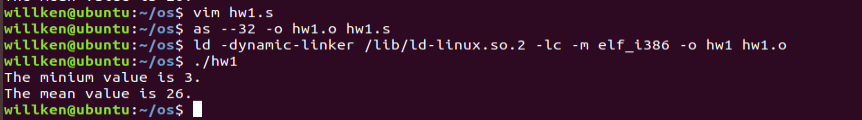 willken@ubuntu:~/os$ vim hw1.s
willken@ubuntu:~/os$ as --32 -o hw1.o hw1.s
willken@ubuntu:~/os$ ld -dynamic-linker /lib/ld-linux.so.2 -lc -m elf_i386 -o hw1 hw1.o
willken@ubuntu:~/os$ ./hw1
The minium value is 3.
The mean value is 26.
willken@ubuntu:~/os$